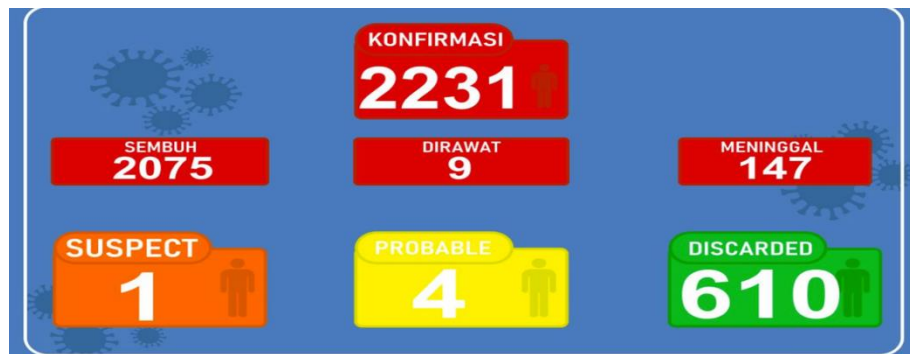 KONFIRMASI
2231
SEMBUH
2075
DIRAWAT
9
MENINGGAL
147
SUSPECT
1
PROBABLE
4
DISCARDED
610